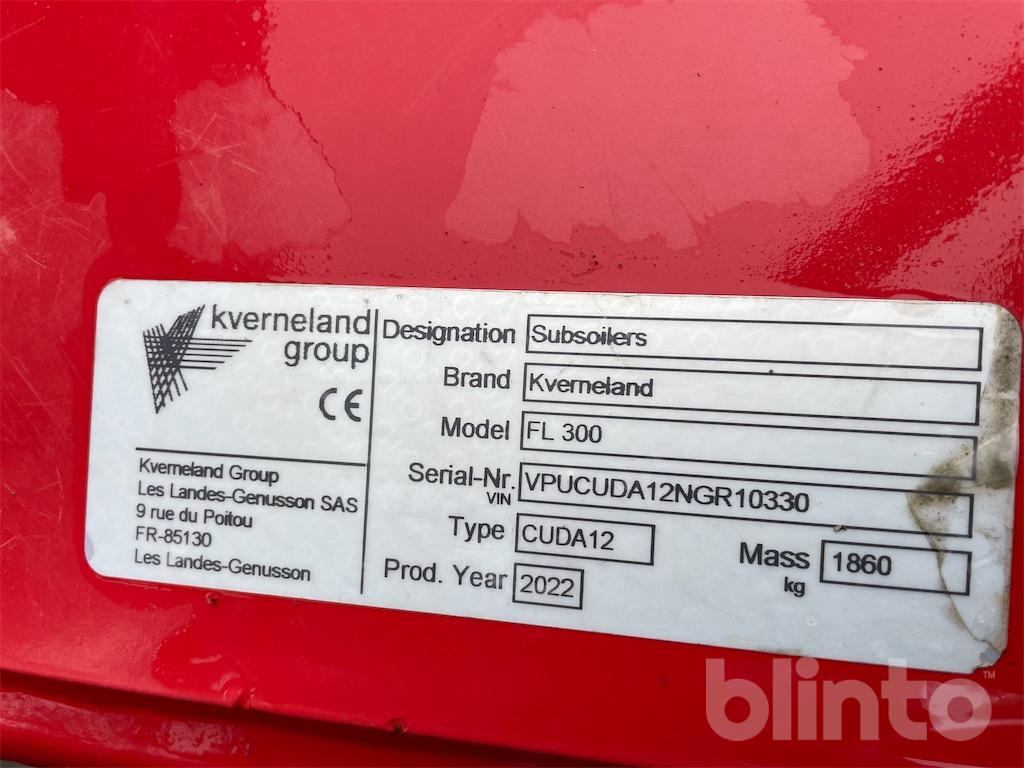 kverneland
group
CE
Kverneland Group
Les Landes-Genusson SAS
9 rue du Poitou
FR-85130
Les Landes-Genusson
Designation Subsoilers
Brand Kverneland
Model FL 300
Serial-Nr. VIN VPUCUDA12NGR10330
Type CUDA12
Mass kg 1860
Prod. Year 2022
blinto™